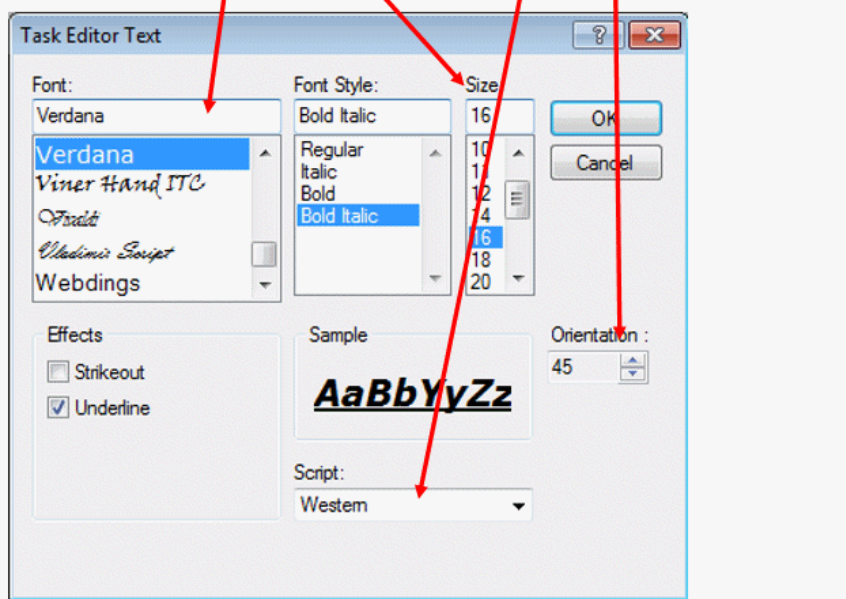 Task Editor Text
Font:
Font Style:
Size
Verdana
Bold Italic
16
OK
Verdana
Viner Hand ITC
Vivaldi
Vladimir Script
Webdings
Regular
Italic
Bold
Bold Italic
10
11
12
14
16
18
20
Cancel
Effects
Strikeout
Underline
Sample
AaBbYyZz
Orientation :
45
Script:
Western